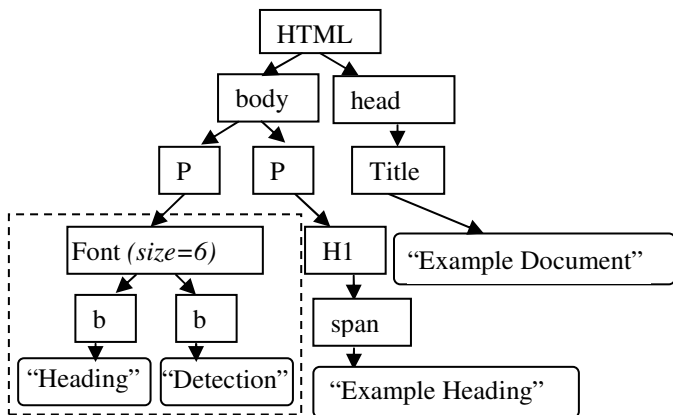 HTML
body
head
P
P
Title
Font (size=6)
H1
“Example Document”
b
b
span
“Heading”
“Detection”
“Example Heading”